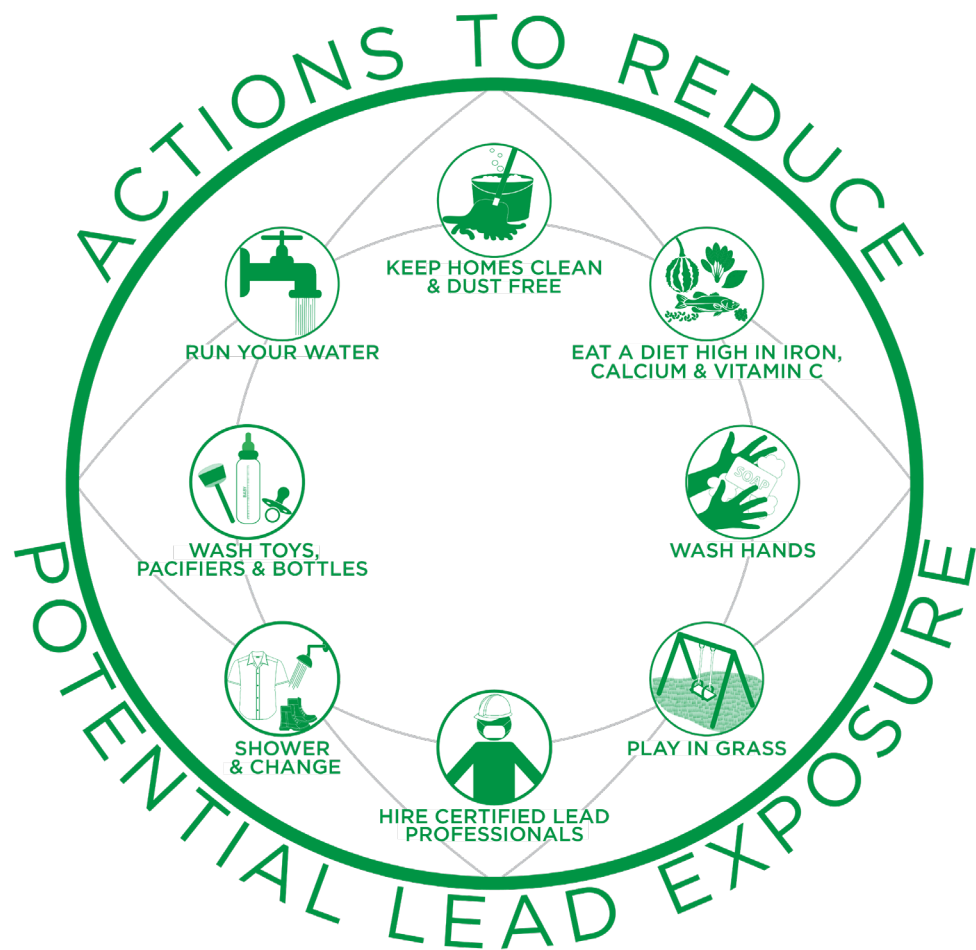 ACTIONS TO REDUCE
POTENTIAL LEAD EXPOSURE
KEEP HOMES CLEAN
& DUST FREE
EAT A DIET HIGH IN IRON,
CALCIUM & VITAMIN C
SOAP
WASH HANDS
PLAY IN GRASS
HIRE CERTIFIED LEAD
PROFESSIONALS
SHOWER
& CHANGE
BABY
WASH TOYS,
PACIFIERS & BOTTLES
RUN YOUR WATER